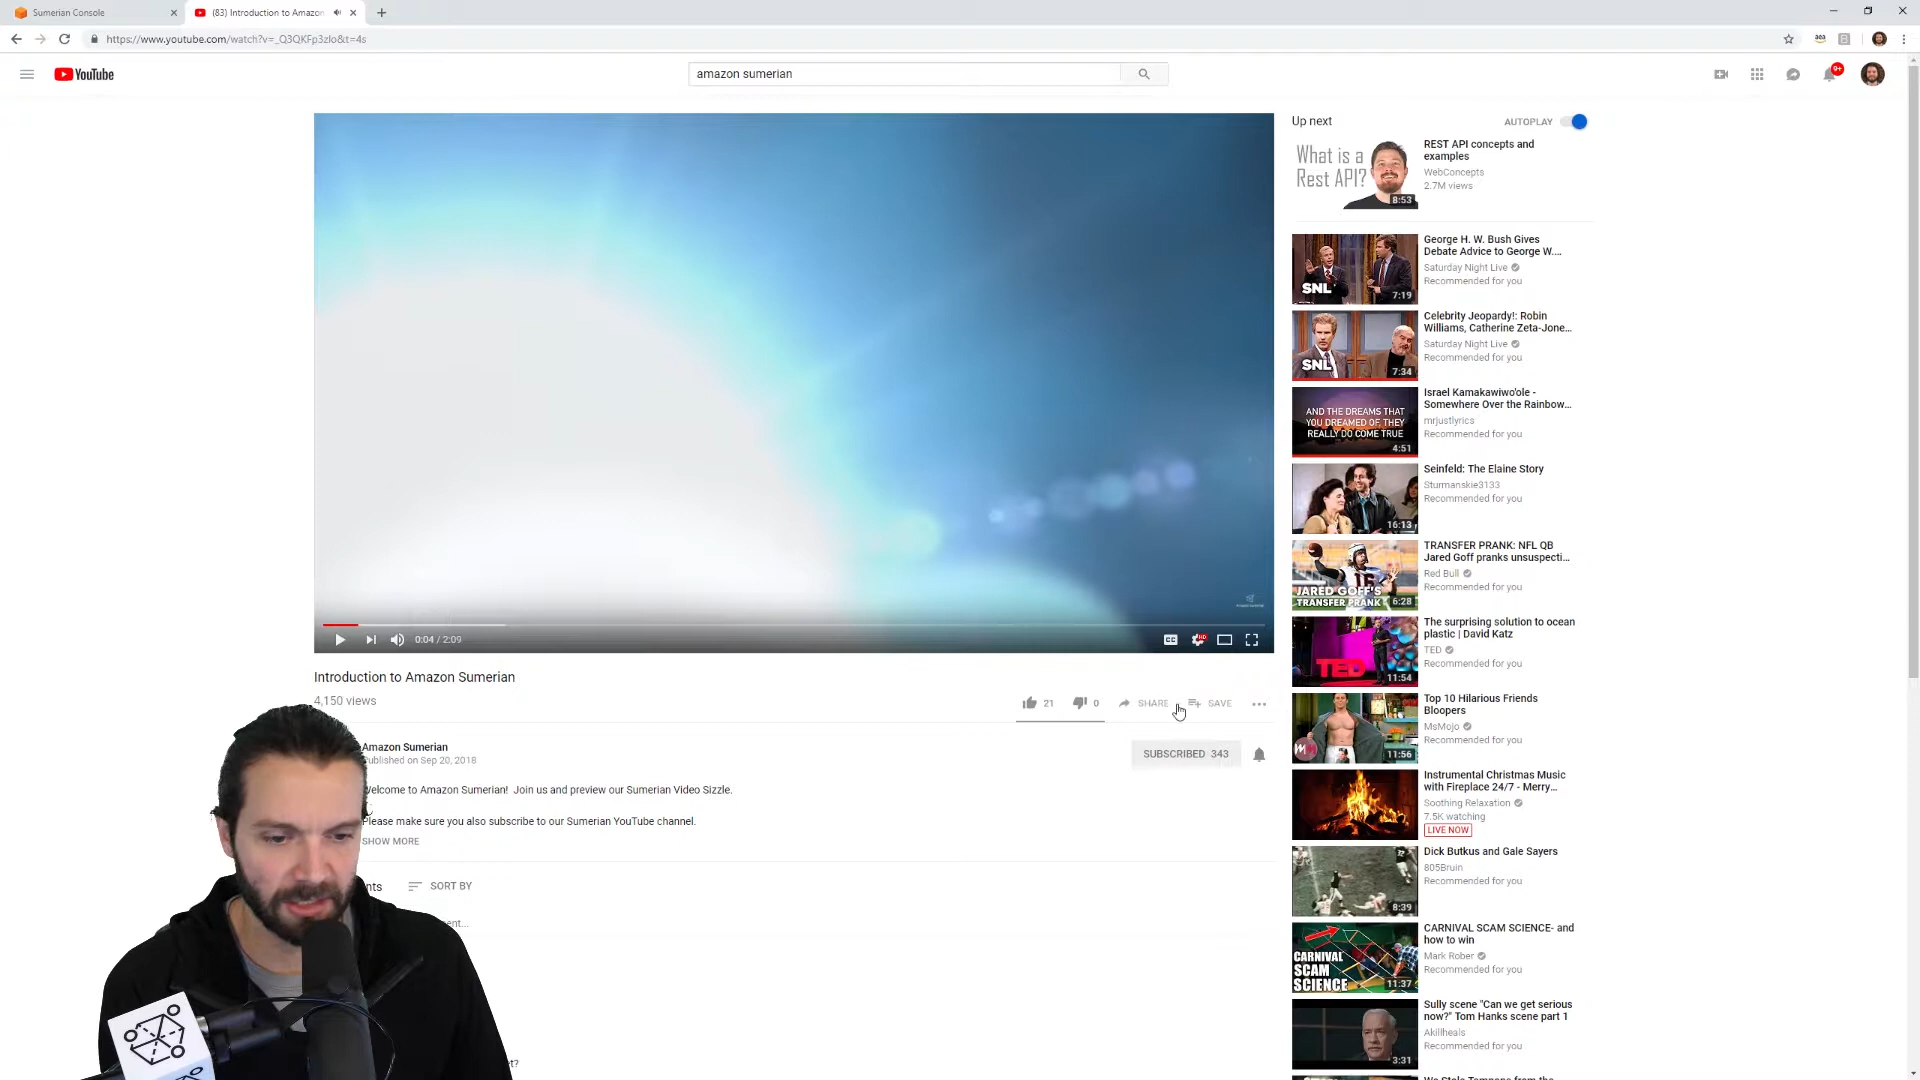 Sumerian Console
(83) Introduction to Amazon
https://www.youtube.com/watch?v=_Q3QKFp3zIo&t=4s
YouTube
amazon sumerian
9+
Up next
AUTOPLAY
What is a
Rest API?
8:53
REST API concepts and
examples
WebConcepts
2.7M views
SNL
7:19
George H. W. Bush Gives
Debate Advice to George W....
Saturday Night Live
Recommended for you
SNL
7:34
Celebrity Jeopardy!: Robin
Williams, Catherine Zeta-Jone...
Saturday Night Live
Recommended for you
AND THE DREAMS THAT
YOU DREAMED OF, THEY
REALLY DO COME TRUE
4:51
Israel Kamakawiwo'ole -
Somewhere Over the Rainbow...
mrjustlyrics
Recommended for you
16:13
Seinfeld: The Elaine Story
Sturmanskie3133
Recommended for you
JARED GOFF'S
TRANSFER PRANK
6:28
TRANSFER PRANK: NFL QB
Jared Goff pranks unsuspecti...
Red Bull
Recommended for you
TED
11:54
The surprising solution to ocean
plastic | David Katz
TED
Recommended for you
11:56
Top 10 Hilarious Friends
Bloopers
MsMojo
Recommended for you
Instrumental Christmas Music
with Fireplace 24/7 - Merry...
Soothing Relaxation
7.5K watching
LIVE NOW
8:39
Dick Butkus and Gale Sayers
805Bruin
Recommended for you
CARNIVAL
SCAM
SCIENCE
11:37
CARNIVAL SCAM SCIENCE- and
how to win
Mark Rober
Recommended for you
3:31
Sully scene "Can we get serious
now?" Tom Hanks scene part 1
Akillheals
Recommended for you
0:04 / 2:09
CC
HD
Introduction to Amazon Sumerian
4,150 views
21
0
SHARE
SAVE
Amazon Sumerian
Published on Sep 20, 2018
SUBSCRIBED 343
Welcome to Amazon Sumerian! Join us and preview our Sumerian Video Sizzle.
Please make sure you also subscribe to our Sumerian YouTube channel.
SHOW MORE
SORT BY